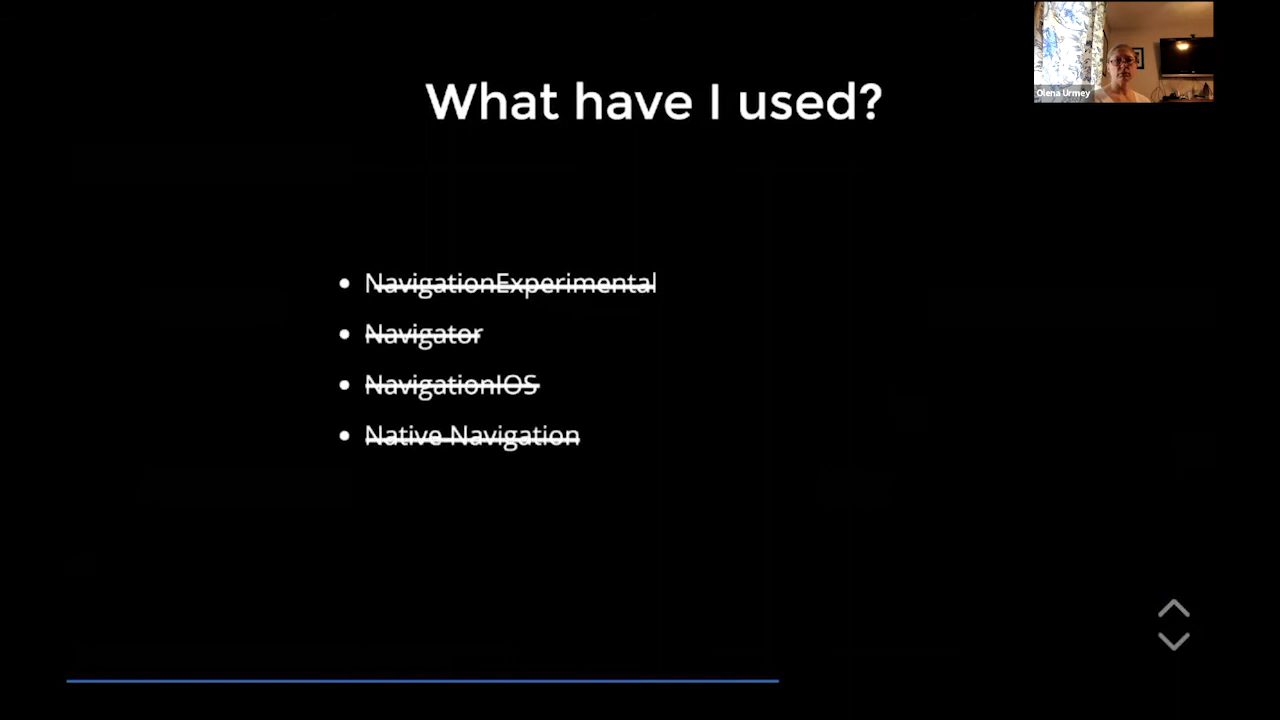 What have I used?
Olena Urmey
NavigationExperimental
Navigator
NavigationIOS
Native Navigation